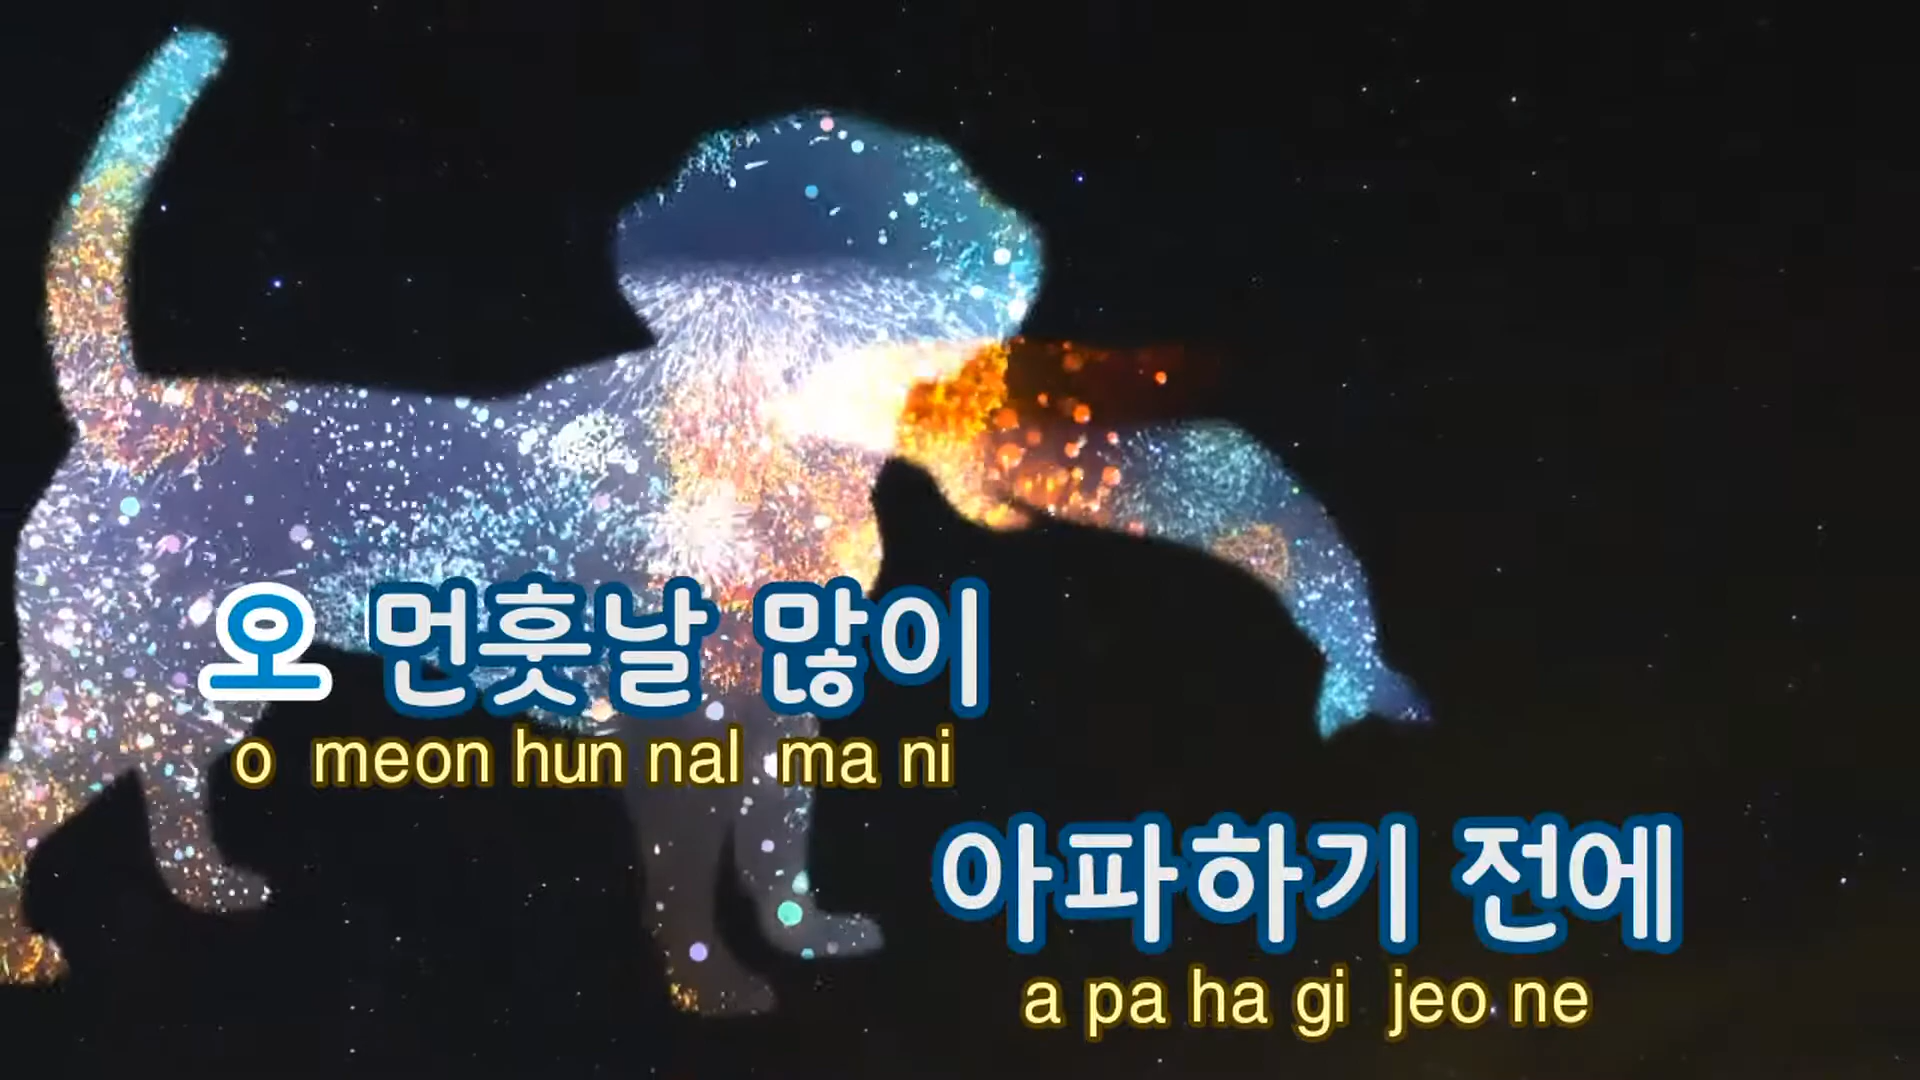 오 먼훗날 많이
o meon hun nal ma ni
아파하기 전에
a pa ha gi jeo ne